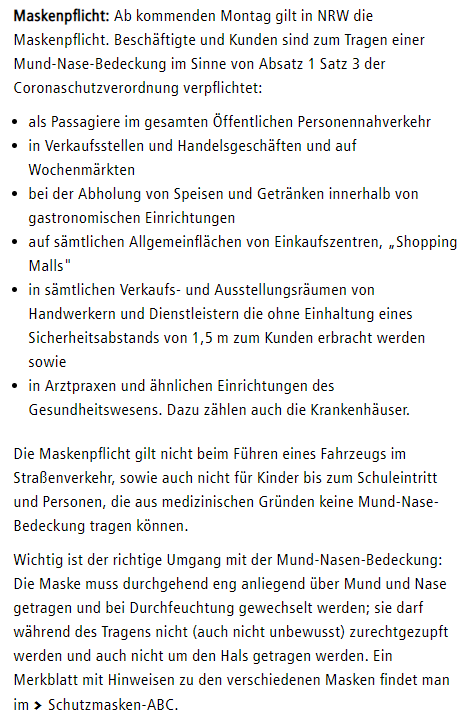 Maskenpflicht: Ab kommenden Montag gilt in NRW die
Maskenpflicht. Beschäftigte und Kunden sind zum Tragen einer
Mund-Nase-Bedeckung im Sinne von Absatz 1 Satz 3 der
Coronaschutzverordnung verpflichtet:
• als Passagiere im gesamten Öffentlichen Personennahverkehr
• in Verkaufsstellen und Handelsgeschäften und auf
Wochenmärkten
• bei der Abholung von Speisen und Getränken innerhalb von
gastronomischen Einrichtungen
• auf sämtlichen Allgemeinflächen von Einkaufszentren, „Shopping
Malls"
• in sämtlichen Verkaufs- und Ausstellungsräumen von
Handwerkern und Dienstleistern die ohne Einhaltung eines
Sicherheitsabstands von 1,5 m zum Kunden erbracht werden
sowie
• in Arztpraxen und ähnlichen Einrichtungen des
Gesundheitswesens. Dazu zählen auch die Krankenhäuser.
Die Maskenpflicht gilt nicht beim Führen eines Fahrzeugs im
Straßenverkehr, sowie auch nicht für Kinder bis zum Schuleintritt
und Personen, die aus medizinischen Gründen keine Mund-Nase-
Bedeckung tragen können.
Wichtig ist der richtige Umgang mit der Mund-Nasen-Bedeckung:
Die Maske muss durchgehend eng anliegend über Mund und Nase
getragen und bei Durchfeuchtung gewechselt werden; sie darf
während des Tragens nicht (auch nicht unbewusst) zurechtgezupft
werden und auch nicht um den Hals getragen werden. Ein
Merkblatt mit Hinweisen zu den verschiedenen Masken findet man
im > Schutzmasken-ABC.